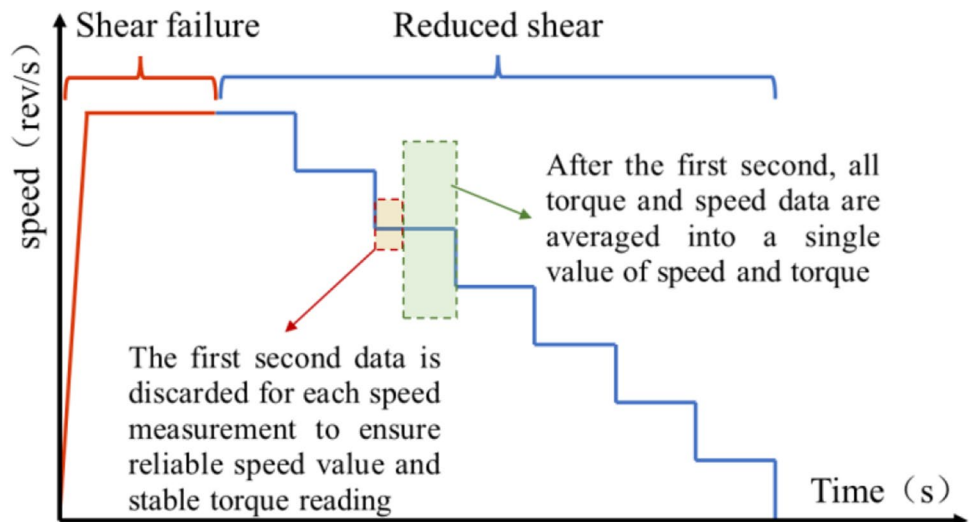 Shear failure
Reduced shear
speed（rev/s）
After the first second, all
torque and speed data are
averaged into a single
value of speed and torque
The first second data is
discarded for each speed
measurement to ensure
reliable speed value and
stable torque reading
Time（s）